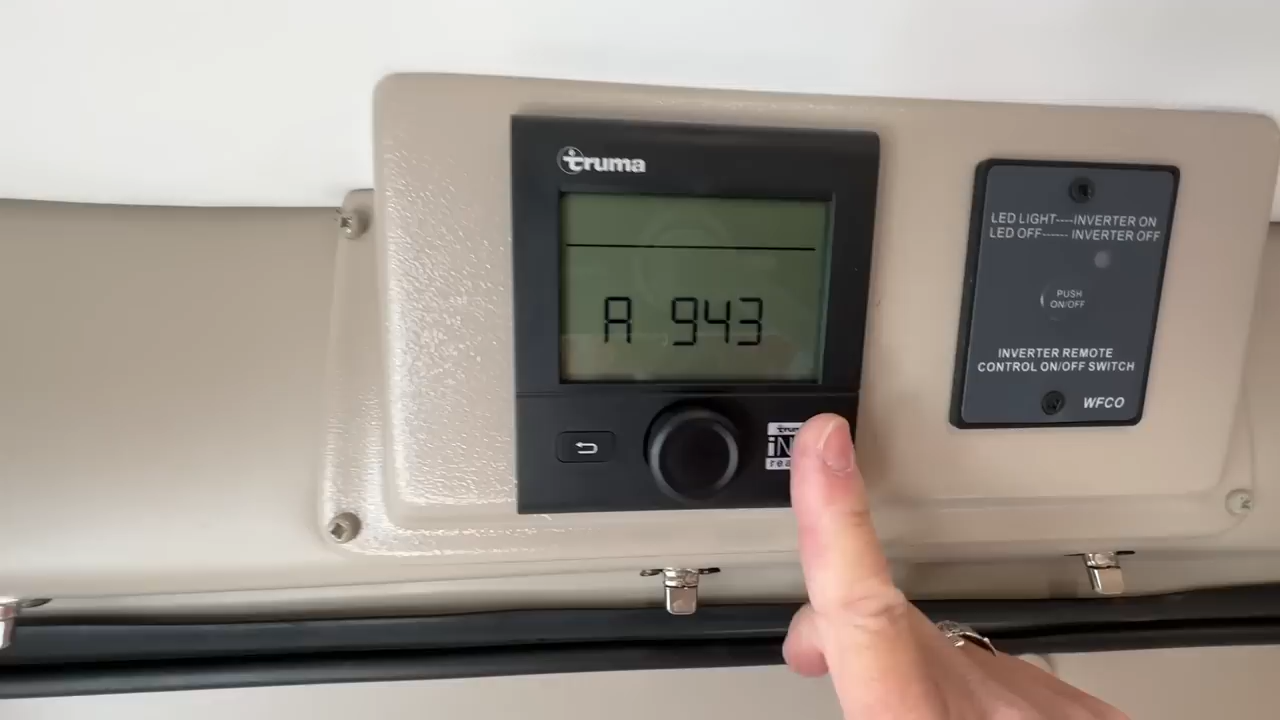 truma
A 943
LED LIGHT----INVERTER ON
LED OFF------ INVERTER OFF
PUSH
ON/OFF
INVERTER REMOTE
CONTROL ON/OFF SWITCH
WFCO